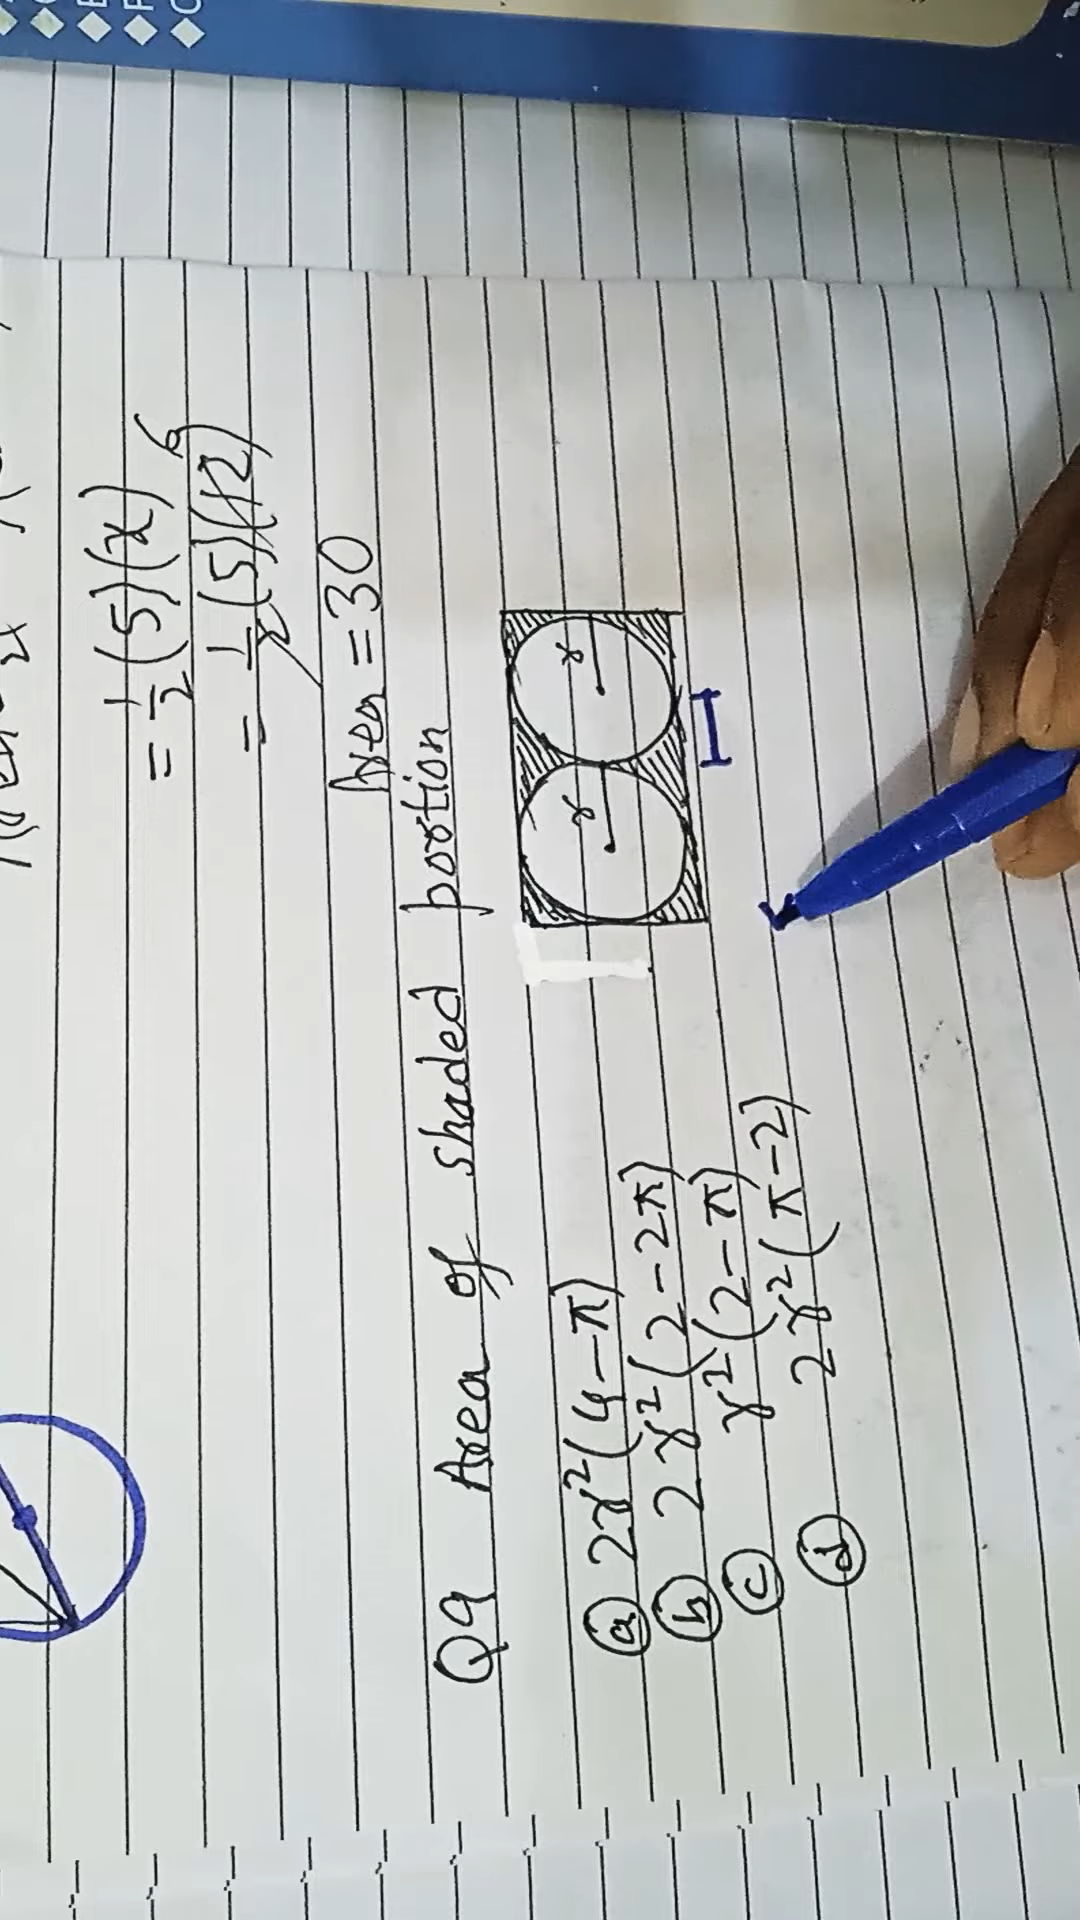 = 1/2 (5)(x)
= 1/2 (5)(12) 6
Area = 30
Q9 Area of shaded portion
r r
ⓐ 2r²(4-π)
ⓑ 2r²(2-2π)
ⓒ r²(2-π)
ⓓ 2r²(π-2)
I